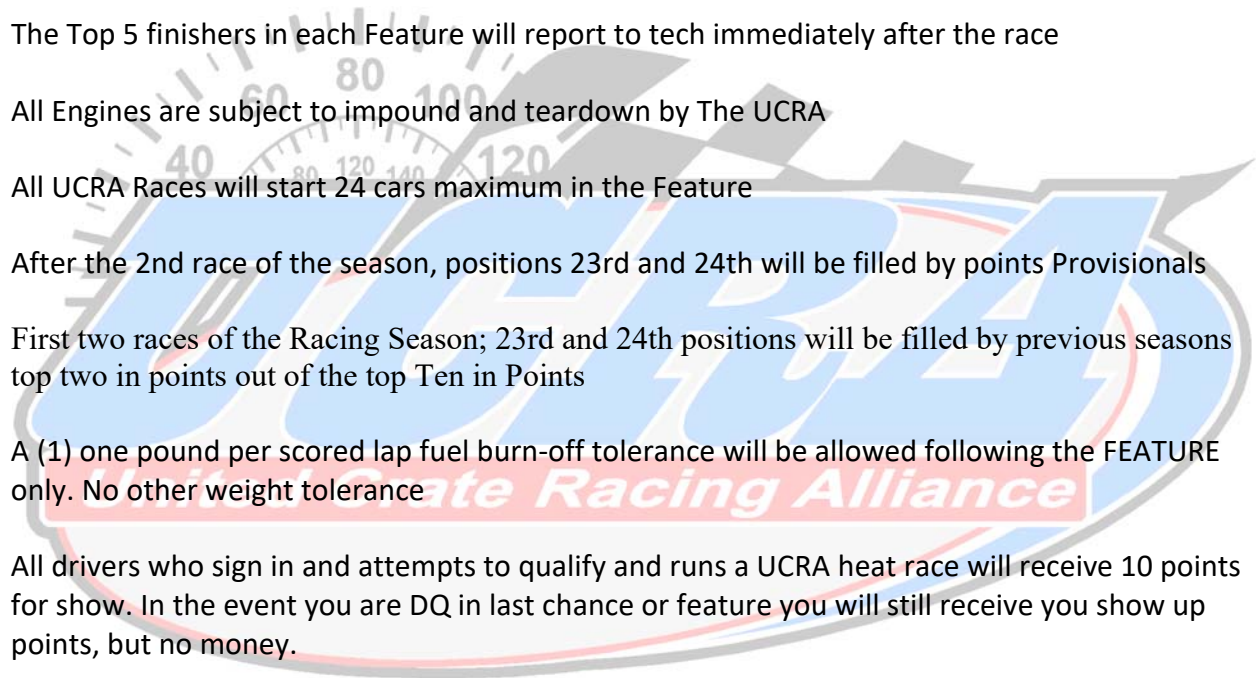 The Top 5 finishers in each Feature will report to tech immediately after the race
80
60
100
All Engines are subject to impound and teardown by The UCRA
40
80 120 140
120
All UCRA Races will start 24 cars maximum in the Feature
After the 2nd race of the season, positions 23rd and 24th will be filled by points Provisionals
UCRA
First two races of the Racing Season; 23rd and 24th positions will be filled by previous seasons
top two in points out of the top Ten in Points
A (1) one pound per scored lap fuel burn-off tolerance will be allowed following the FEATURE
only. No other weight tolerance
United Crate Racing Alliance
All drivers who sign in and attempts to qualify and runs a UCRA heat race will receive 10 points
for show. In the event you are DQ in last chance or feature you will still receive you show up
points, but no money.